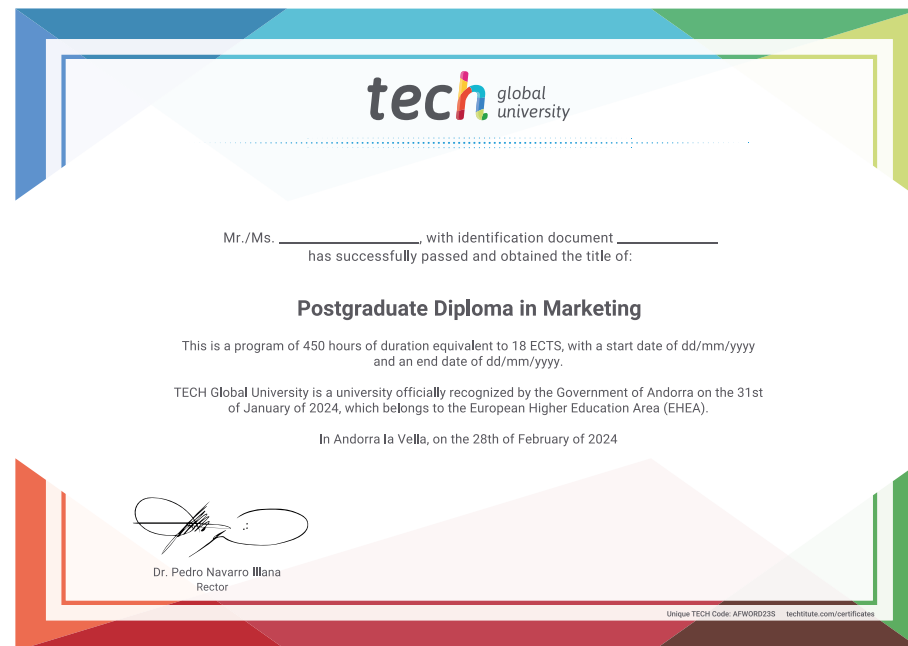 tech global university
Mr./Ms. ____________, with identification document ____________
has successfully passed and obtained the title of:
Postgraduate Diploma in Marketing
This is a program of 450 hours of duration equivalent to 18 ECTS, with a start date of dd/mm/yyyy
and an end date of dd/mm/yyyy.
TECH Global University is a university officially recognized by the Government of Andorra on the 31st
of January of 2024, which belongs to the European Higher Education Area (EHEA).
In Andorra la Vella, on the 28th of February of 2024
Dr. Pedro Navarro Illana
Rector
Unique TECH Code: AFWORD23S techtitute.com/certificates